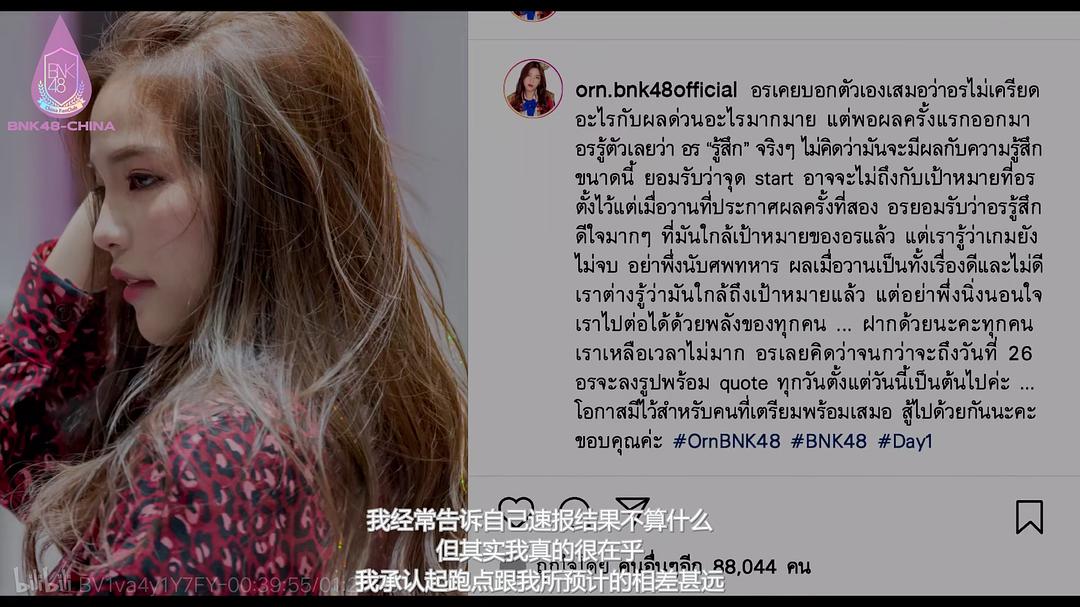 BNK
48
BNK48-CHINA
orn.bnk48official อรเคยบอกตัวเองเสมอว่าอรไม่เครียด
อะไรกับผลด่วนอะไรมากมาย แต่พอผลครั้งแรกออกมา
อรรู้ตัวเลยว่า อร “รู้สึก” จริงๆ ไม่คิดว่ามันจะมีผลกับความรู้สึก
ขนาดนี้ ยอมรับว่าจุด start อาจจะไม่ถึงกับเป้าหมายที่อร
ตั้งไว้แต่เมื่อวานที่ประกาศผลครั้งที่สอง อรยอมรับว่าอรรู้สึก
ดีใจมากๆ ที่มันใกล้เป้าหมายของอรแล้ว แต่เรารู้ว่าเกมยัง
ไม่จบ อย่าพึ่งนับศพทหาร ผลเมื่อวานเป็นทั้งเรื่องดีและไม่ดี
เราต่างรู้ว่ามันใกล้ถึงเป้าหมายแล้ว แต่อย่าพึ่งนิ่งนอนใจ
เราไปต่อได้ด้วยพลังของทุกคน ... ฝากด้วยนะคะทุกคน
เราเหลือเวลาไม่มาก อรเลยคิดว่าจนกว่าจะถึงวันที่ 26
อรจะลงรูปพร้อม quote ทุกวันตั้งแต่วันนี้เป็นต้นไปค่ะ ...
โอกาสมีไว้สำหรับคนที่เตรียมพร้อมเสมอ สู้ไปด้วยกันนะคะ
ขอบคุณค่ะ #OrnBNK48 #BNK48 #Day1
我经常告诉自己速报结果不算什么
但其实我真的很在乎
ถูกใจโดย คนอื่นๆอีก 88,044 คน
我承认起跑点跟我所预计的相差甚远
bilibili BV1va4y1Y7FY-00:39:55/01:2